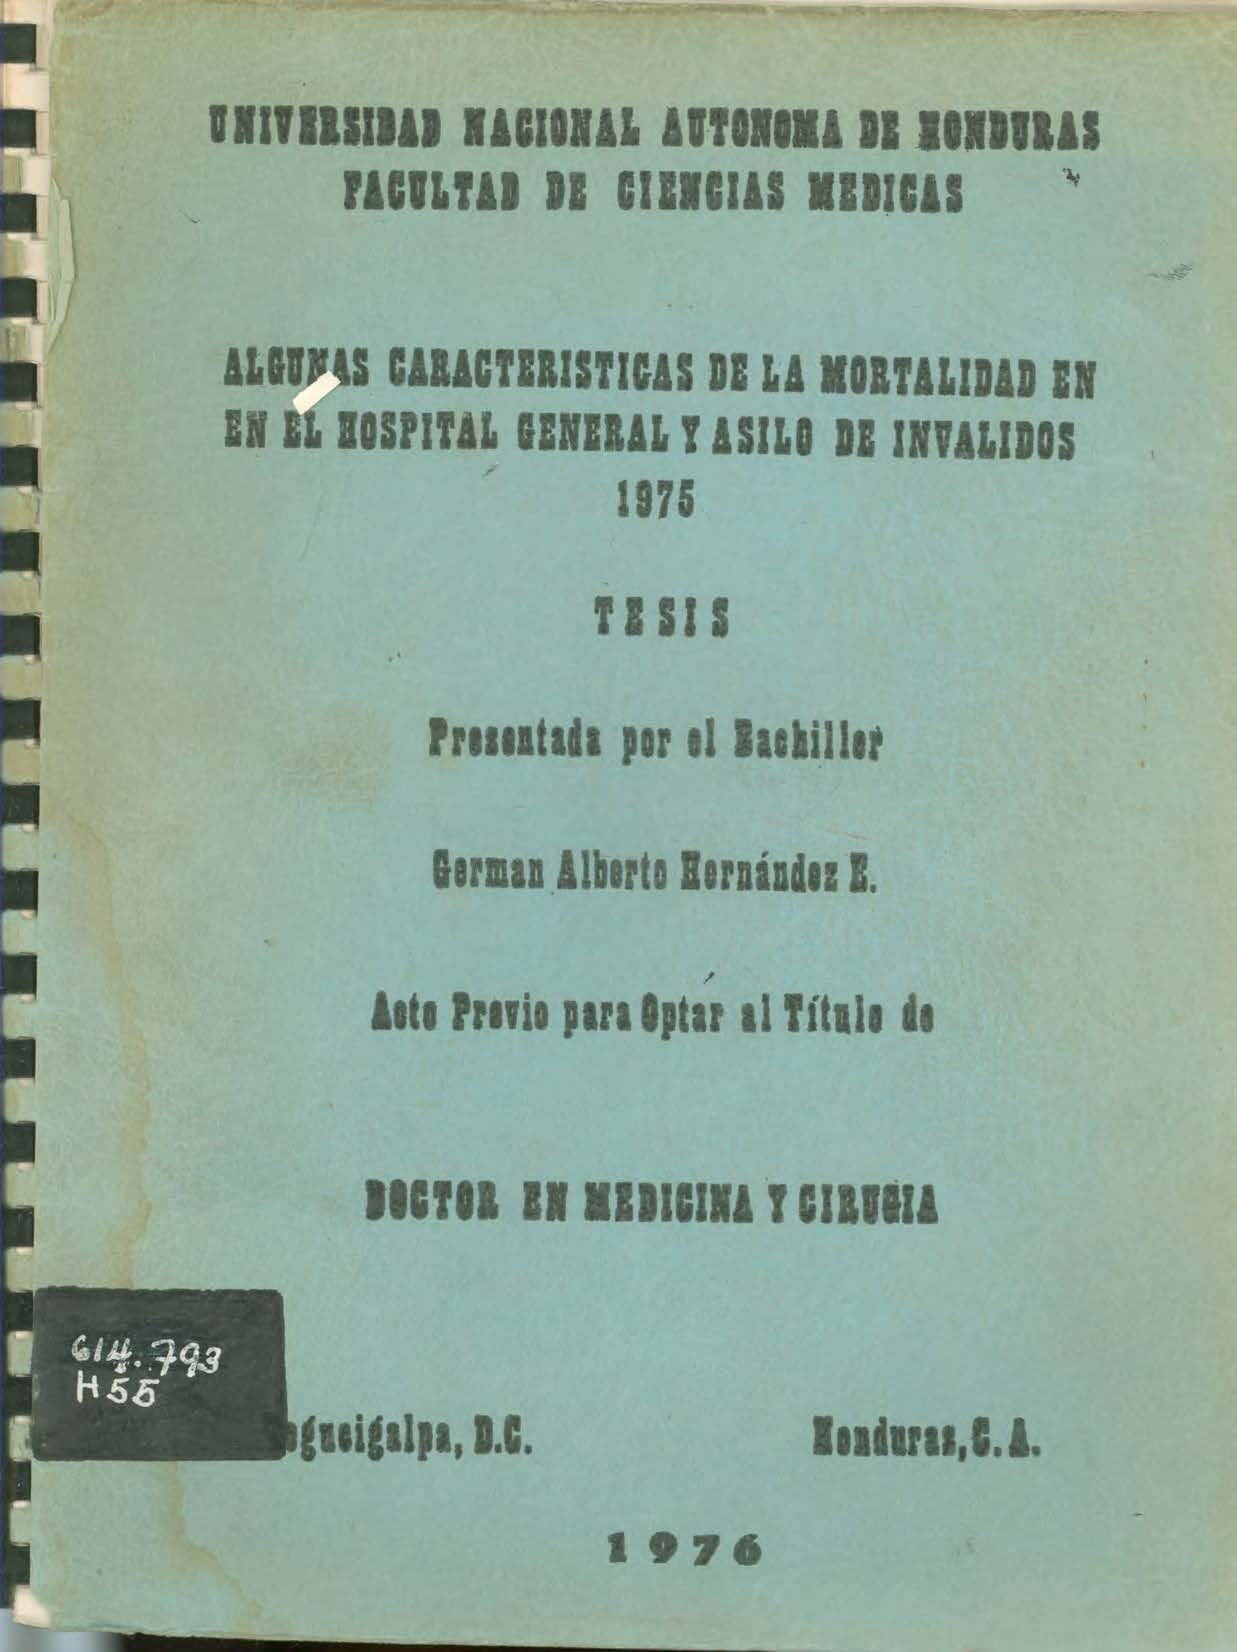 UNIVERSIDAD NACIONAL AUTONOMA DE HONDURAS
FACULTAD DE CIENCIAS MEDICAS
ALGUNAS CARACTERISTICAS DE LA MORTALIDAD EN
EN EL HOSPITAL GENERAL Y ASILO DE INVALIDOS
1975
TESIS
Presentada por el Bachiller
German Alberto Hernández E.
Acto Previo para Optar al Título de
DOCTOR EN MEDICINA Y CIRUGIA
614.793
H55
egucigalpa, D.C. Honduras, C.A.
1976